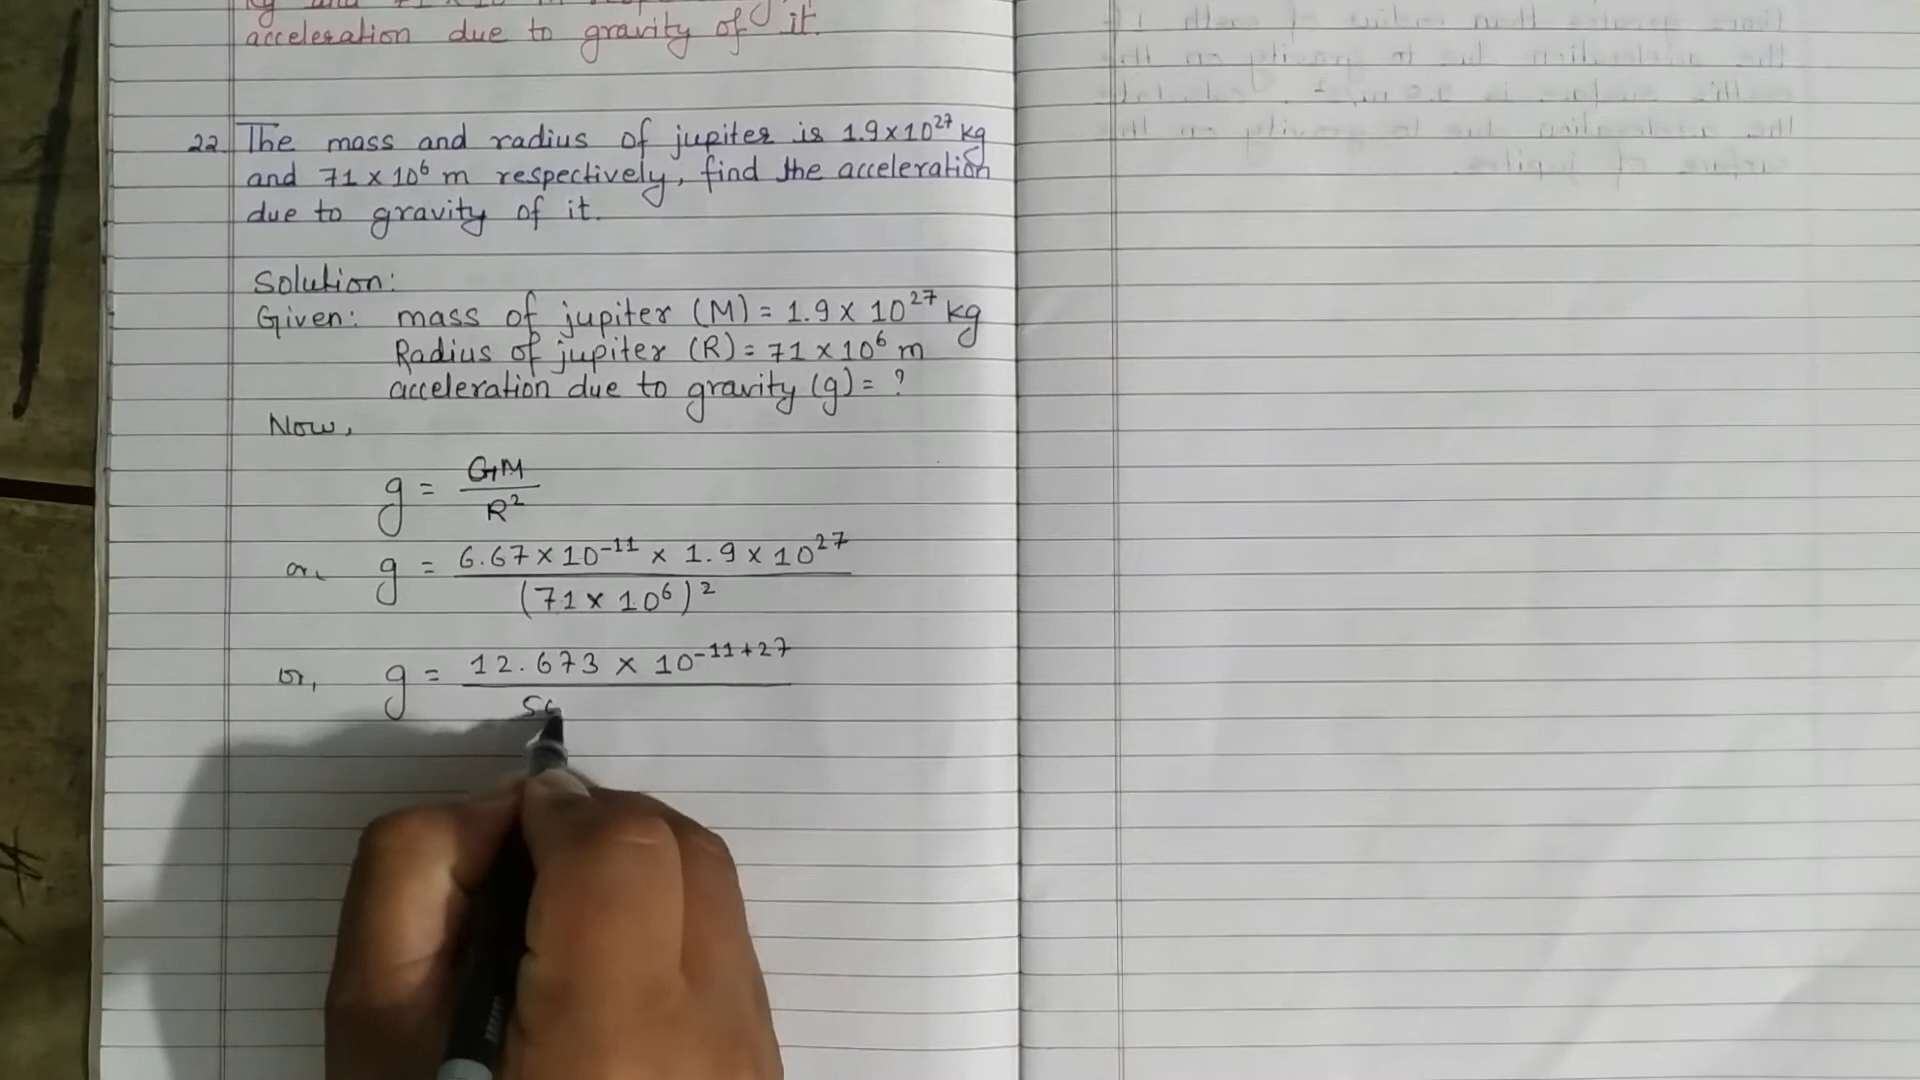 acceleration due to gravity of it.
22. The mass and radius of jupiter is 1.9 x 10²⁷ kg
and 71 x 10⁶ m respectively, find the acceleration
due to gravity of it.
Solution:
Given: mass of jupiter (M) = 1.9 x 10²⁷ kg
Radius of jupiter (R) = 71 x 10⁶ m
acceleration due to gravity (g) = ?
Now,
g = GM / R²
or, g = 6.67 x 10⁻¹¹ x 1.9 x 10²⁷ / (71 x 10⁶)²
or, g = 12.673 x 10⁻¹¹⁺²⁷ / 5